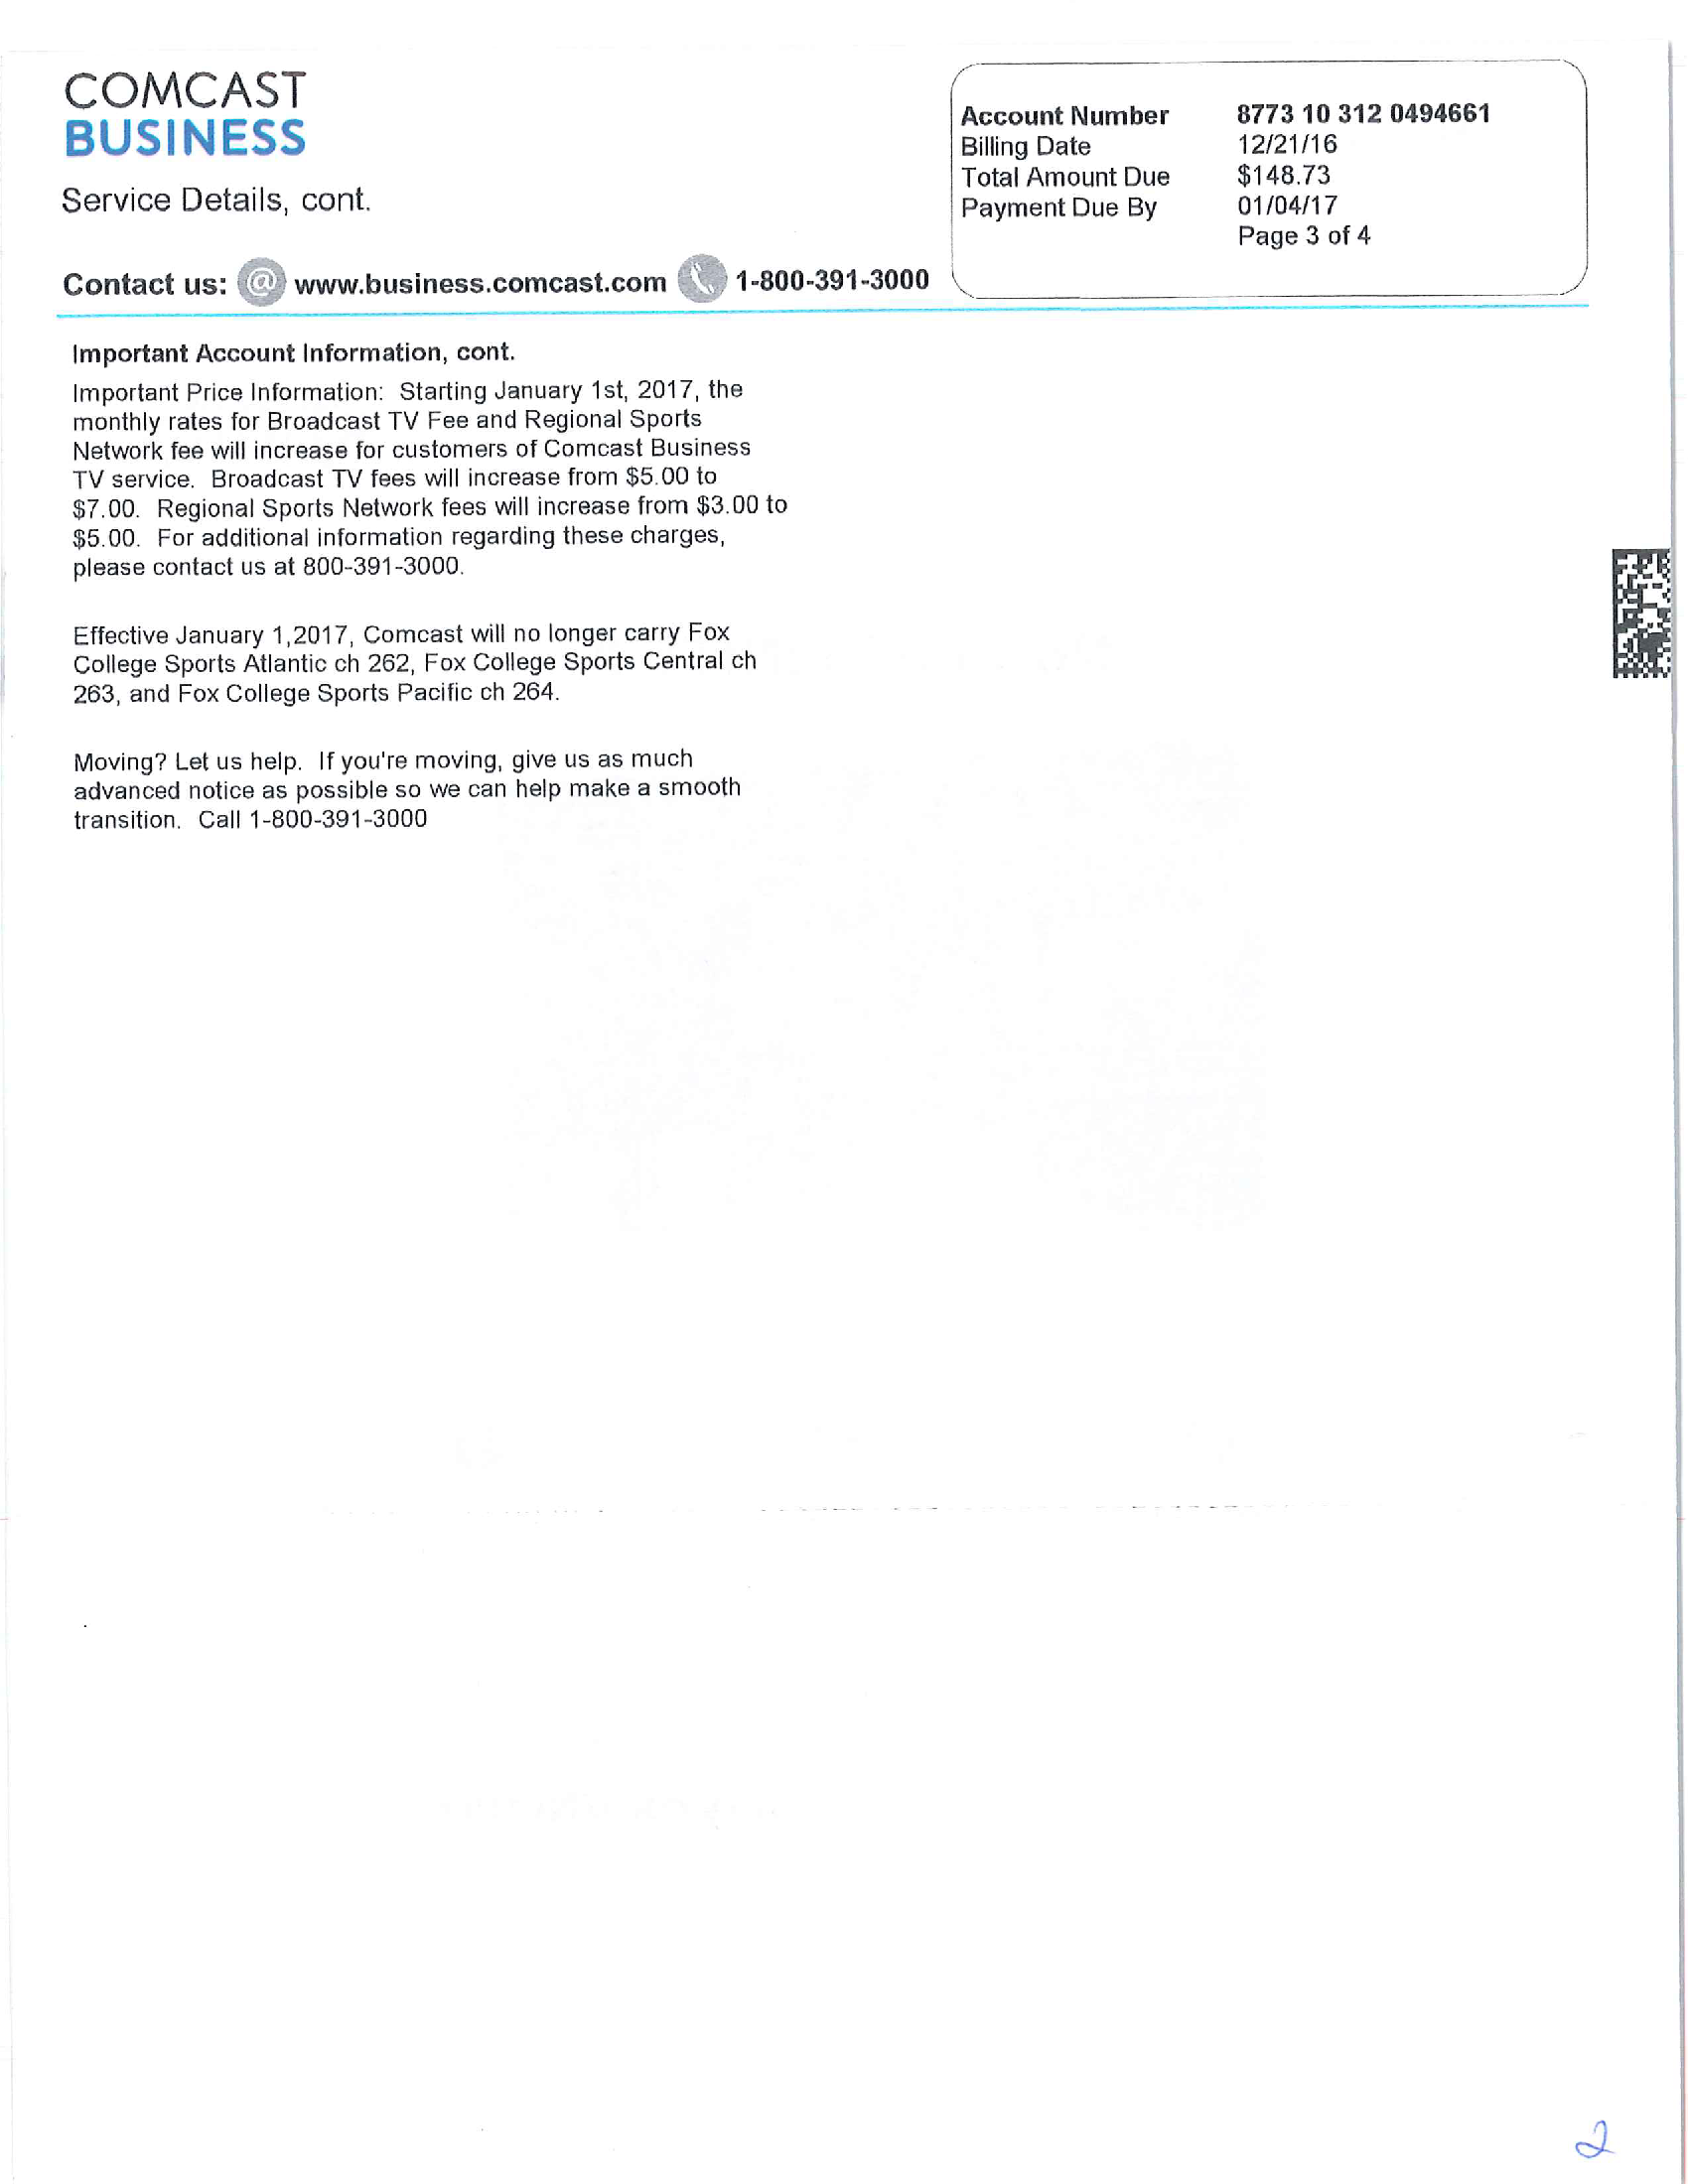 COMCAST
BUSINESS
Service Details, cont.
Contact us: @ www.business.comcast.com 1-800-391-3000
Account Number 8773 10 312 0494661
Billing Date 12/21/16
Total Amount Due $148.73
Payment Due By 01/04/17
Page 3 of 4
Important Account Information, cont.
Important Price Information: Starting January 1st, 2017, the
monthly rates for Broadcast TV Fee and Regional Sports
Network fee will increase for customers of Comcast Business
TV service. Broadcast TV fees will increase from $5.00 to
$7.00. Regional Sports Network fees will increase from $3.00 to
$5.00. For additional information regarding these charges,
please contact us at 800-391-3000.
Effective January 1,2017, Comcast will no longer carry Fox
College Sports Atlantic ch 262, Fox College Sports Central ch
263, and Fox College Sports Pacific ch 264.
Moving? Let us help. If you're moving, give us as much
advanced notice as possible so we can help make a smooth
transition. Call 1-800-391-3000
2